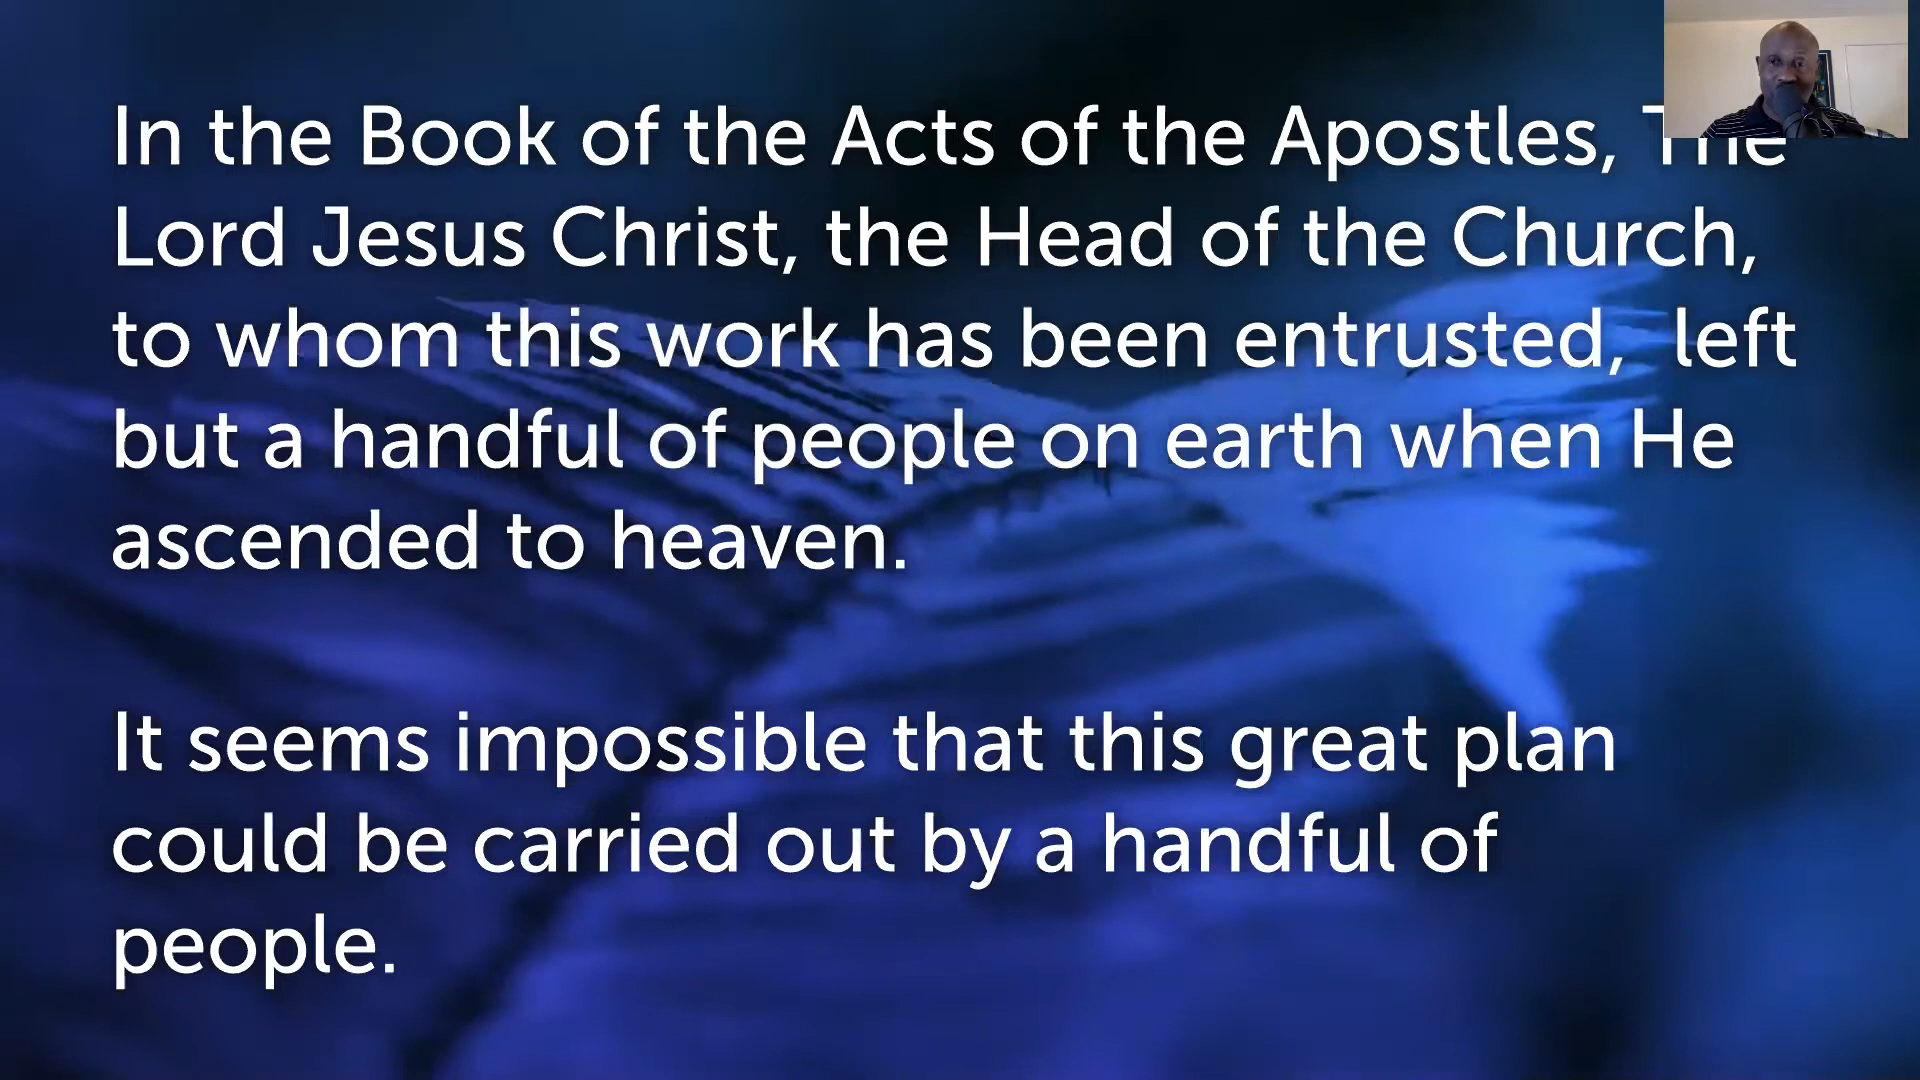 In the Book of the Acts of the Apostles, The
Lord Jesus Christ, the Head of the Church,
to whom this work has been entrusted,  left
but a handful of people on earth when He
ascended to heaven.
It seems impossible that this great plan
could be carried out by a handful of
people.